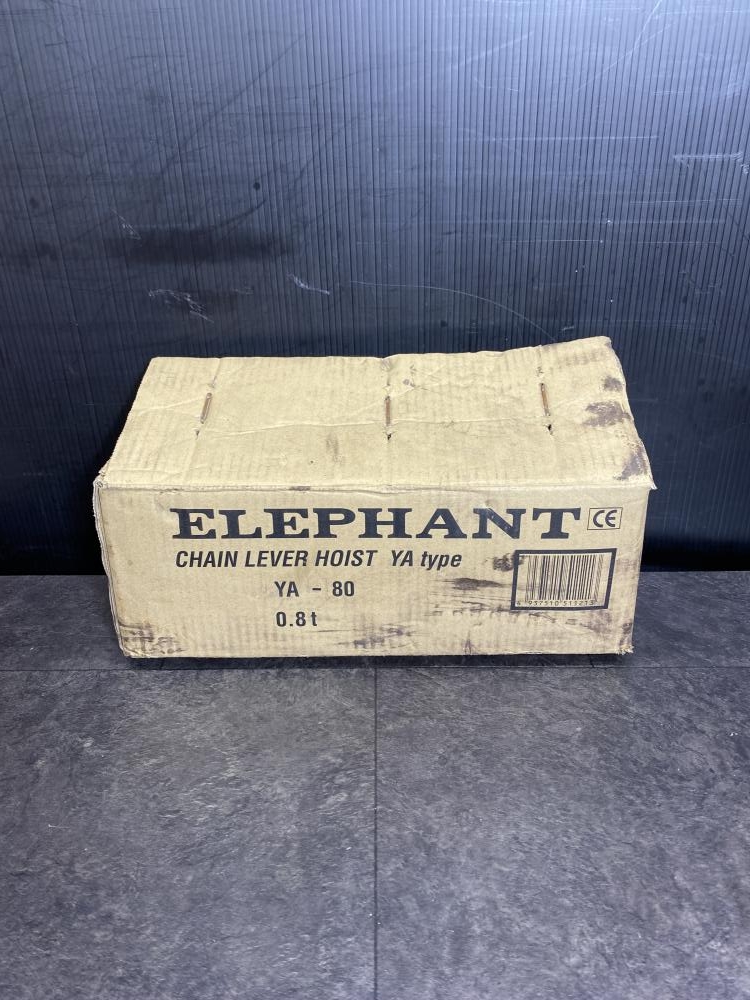 ELEPHANT CE
CHAIN LEVER HOIST YA type
YA - 80
0.8t